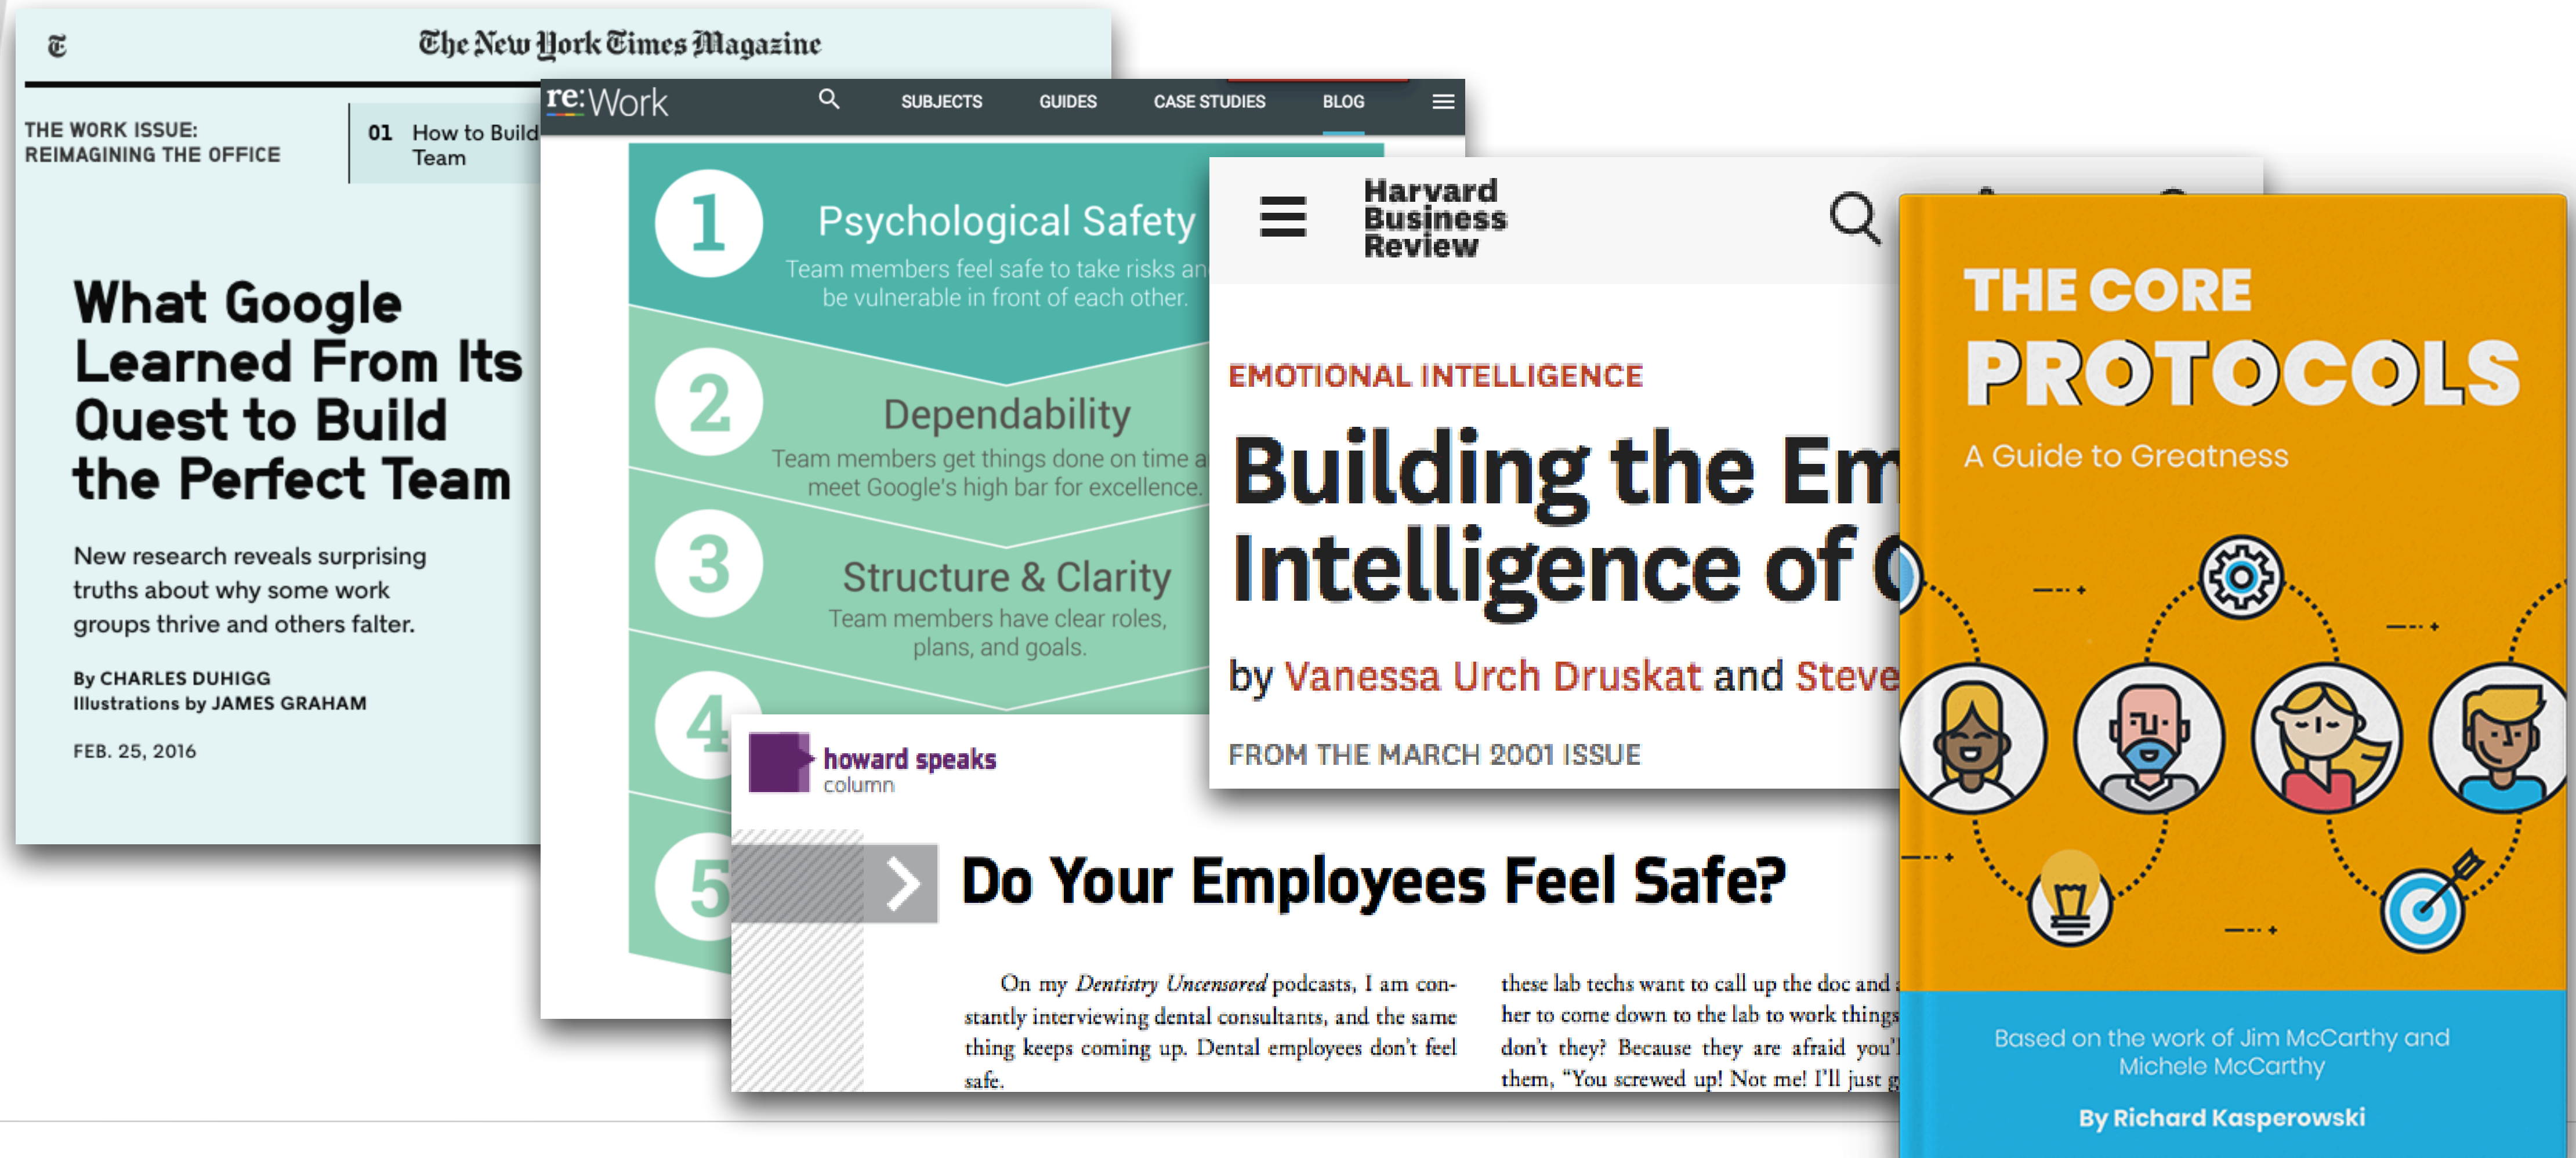 The New York Times Magazine
THE WORK ISSUE:
REIMAGINING THE OFFICE
01 How to Build
Team
What Google
Learned From Its
Quest to Build
the Perfect Team
New research reveals surprising
truths about why some work
groups thrive and others falter.
By CHARLES DUHIGG
Illustrations by JAMES GRAHAM
FEB. 25, 2016
re:Work
SUBJECTS GUIDES CASE STUDIES BLOG
1
Psychological Safety
Team members feel safe to take risks an
be vulnerable in front of each other.
2
Dependability
Team members get things done on time a
meet Google's high bar for excellence.
3
Structure & Clarity
Team members have clear roles,
plans, and goals.
4
5
Harvard
Business
Review
EMOTIONAL INTELLIGENCE
Building the Em
Intelligence of
by Vanessa Urch Druskat and Steve
FROM THE MARCH 2001 ISSUE
howard speaks
column
Do Your Employees Feel Safe?
On my Dentistry Uncensored podcasts, I am con-
stantly interviewing dental consultants, and the same
thing keeps coming up. Dental employees don't feel
safe.
these lab techs want to call up the doc and
her to come down to the lab to work things
don't they? Because they are afraid you'l
them, "You screwed up! Not me! I'll just g
THE CORE
PROTOCOLS
A Guide to Greatness
Based on the work of Jim McCarthy and
Michele McCarthy
By Richard Kasperowski